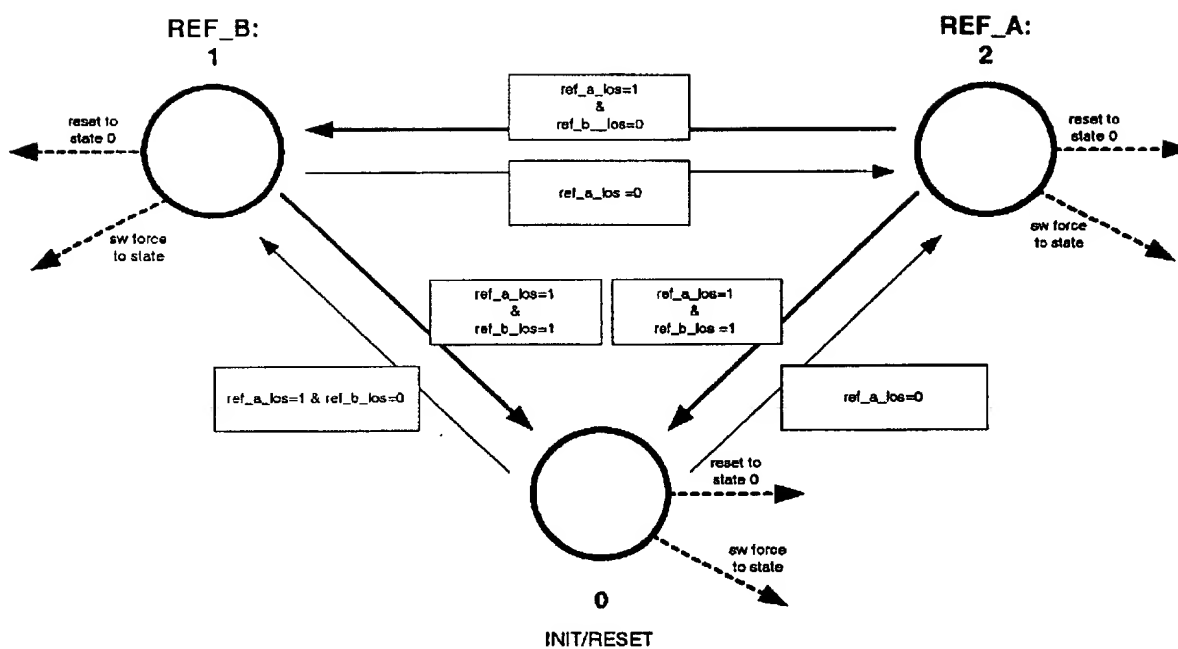 REF_B:
1
REF_A:
2
ref_a_los=1
&
ref_b_los=0
reset to
state 0
reset to
state 0
ref_a_los =0
sw force
to state
sw force
to state
ref_a_los=1
&
ref_b_los=1
ref_a_los=1
&
ref_b_los =1
ref_a_los=1 & ref_b_los=0
ref_a_los=0
reset to
state 0
sw force
to state
0
INIT/RESET